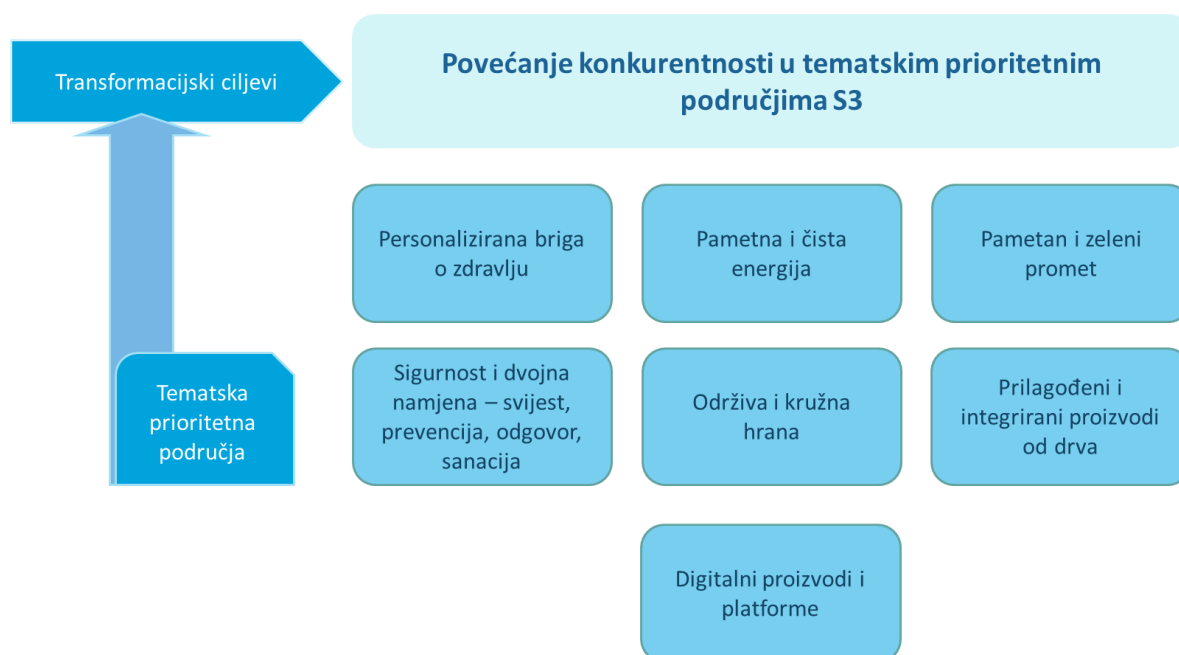 Transformacijski ciljevi
Povećanje konkurentnosti u tematskim prioritetnim
područjima S3
Personalizirana briga
o zdravlju
Pametna i čista
energija
Pametan i zeleni
promet
Tematska
prioritetna
područja
Sigurnost i dvojna
namjena – svijest,
prevencija, odgovor,
sanacija
Održiva i kružna
hrana
Prilagođeni i
integrirani proizvodi
od drva
Digitalni proizvodi i
platforme